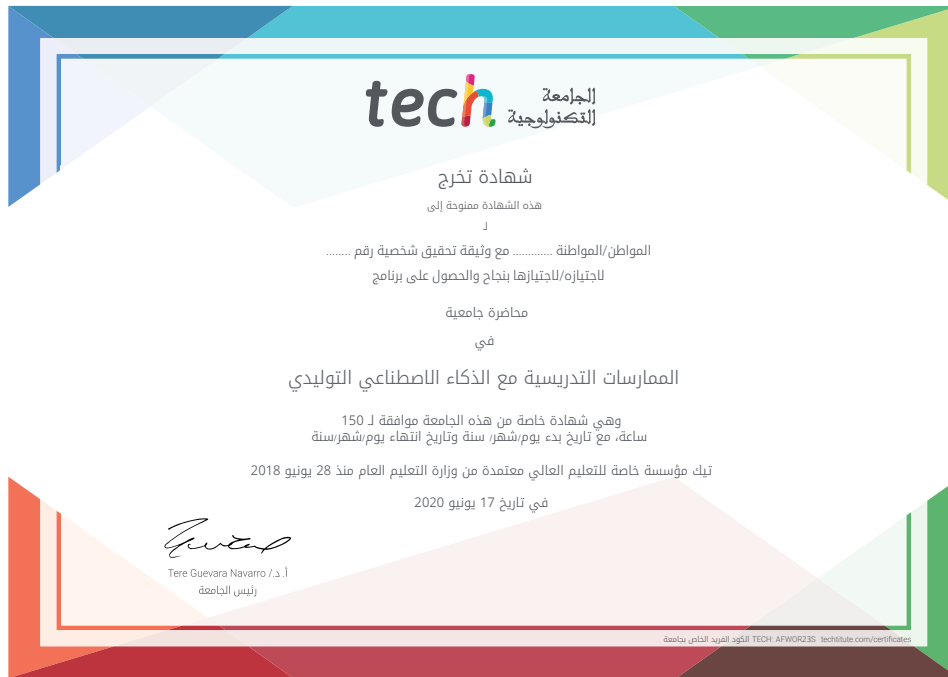 tech الجامعة
التكنولوجية
شهادة تخرج
هذه الشهادة ممنوحة إلى
لـ
المواطن/المواطنة ............ مع وثيقة تحقيق شخصية رقم ........
لاجتيازه/لاجتيازها بنجاح والحصول على برنامج
محاضرة جامعية
في
الممارسات التدريسية مع الذكاء الاصطناعي التوليدي
وهي شهادة خاصة من هذه الجامعة موافقة لـ 150
ساعة، مع تاريخ بدء يوم/شهر/ سنة وتاريخ انتهاء يوم/شهر/سنة
تيك مؤسسة خاصة للتعليم العالي معتمدة من وزارة التعليم العام منذ 28 يونيو 2018
في تاريخ 17 يونيو 2020
أ.د./ Tere Guevara Navarro
رئيس الجامعة
الكود الفريد الخاص بجامعة TECH: AFWOR23S techtitute.com/certificates